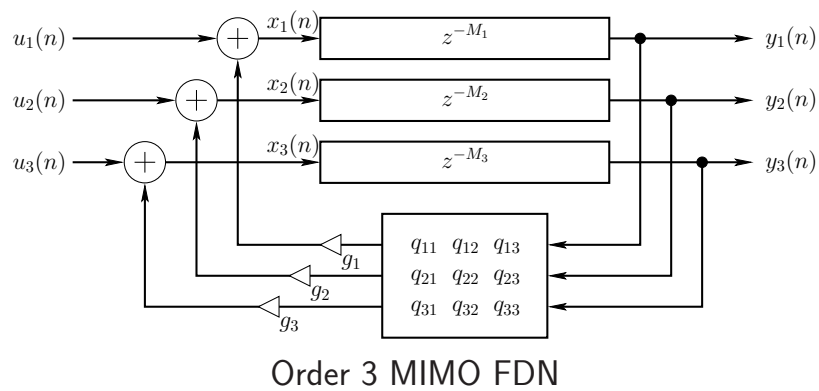 u₁(n) + x₁(n) z⁻ᴹ¹ y₁(n)
u₂(n) + x₂(n) z⁻ᴹ² y₂(n)
u₃(n) + x₃(n) z⁻ᴹ³ y₃(n)
g₁ q₁₁ q₁₂ q₁₃
g₂ q₂₁ q₂₂ q₂₃
g₃ q₃₁ q₃₂ q₃₃
Order 3 MIMO FDN